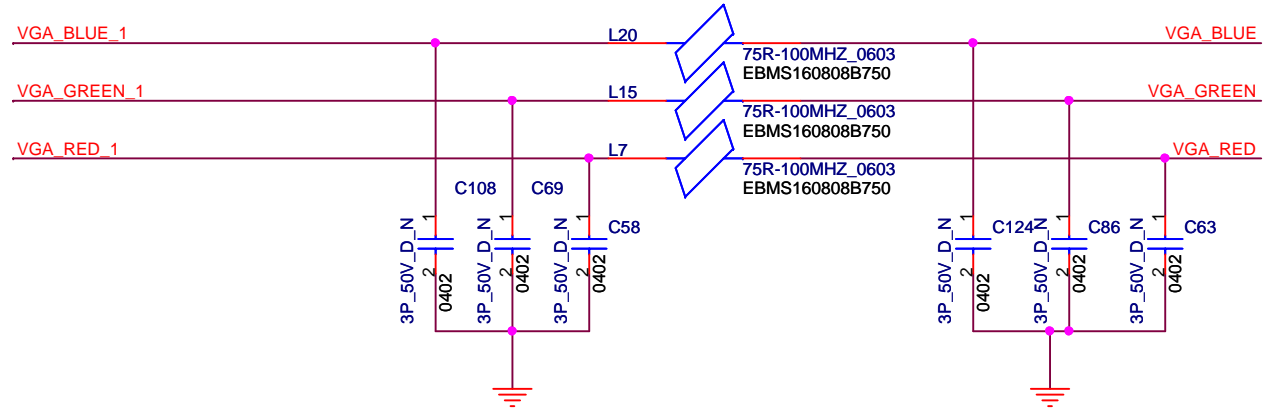 VGA_BLUE_1
L20
VGA_BLUE
75R-100MHZ_0603
EBMS160808B750
VGA_GREEN_1
L15
VGA_GREEN
75R-100MHZ_0603
EBMS160808B750
VGA_RED_1
L7
VGA_RED
75R-100MHZ_0603
EBMS160808B750
C108
C69
C58
C124
C86
C63
3P_50V_D_N
1
2
0402
3P_50V_D_N
1
2
0402
3P_50V_D_N
1
2
0402
3P_50V_D_N
1
2
0402
3P_50V_D_N
1
2
0402
3P_50V_D_N
1
2
0402